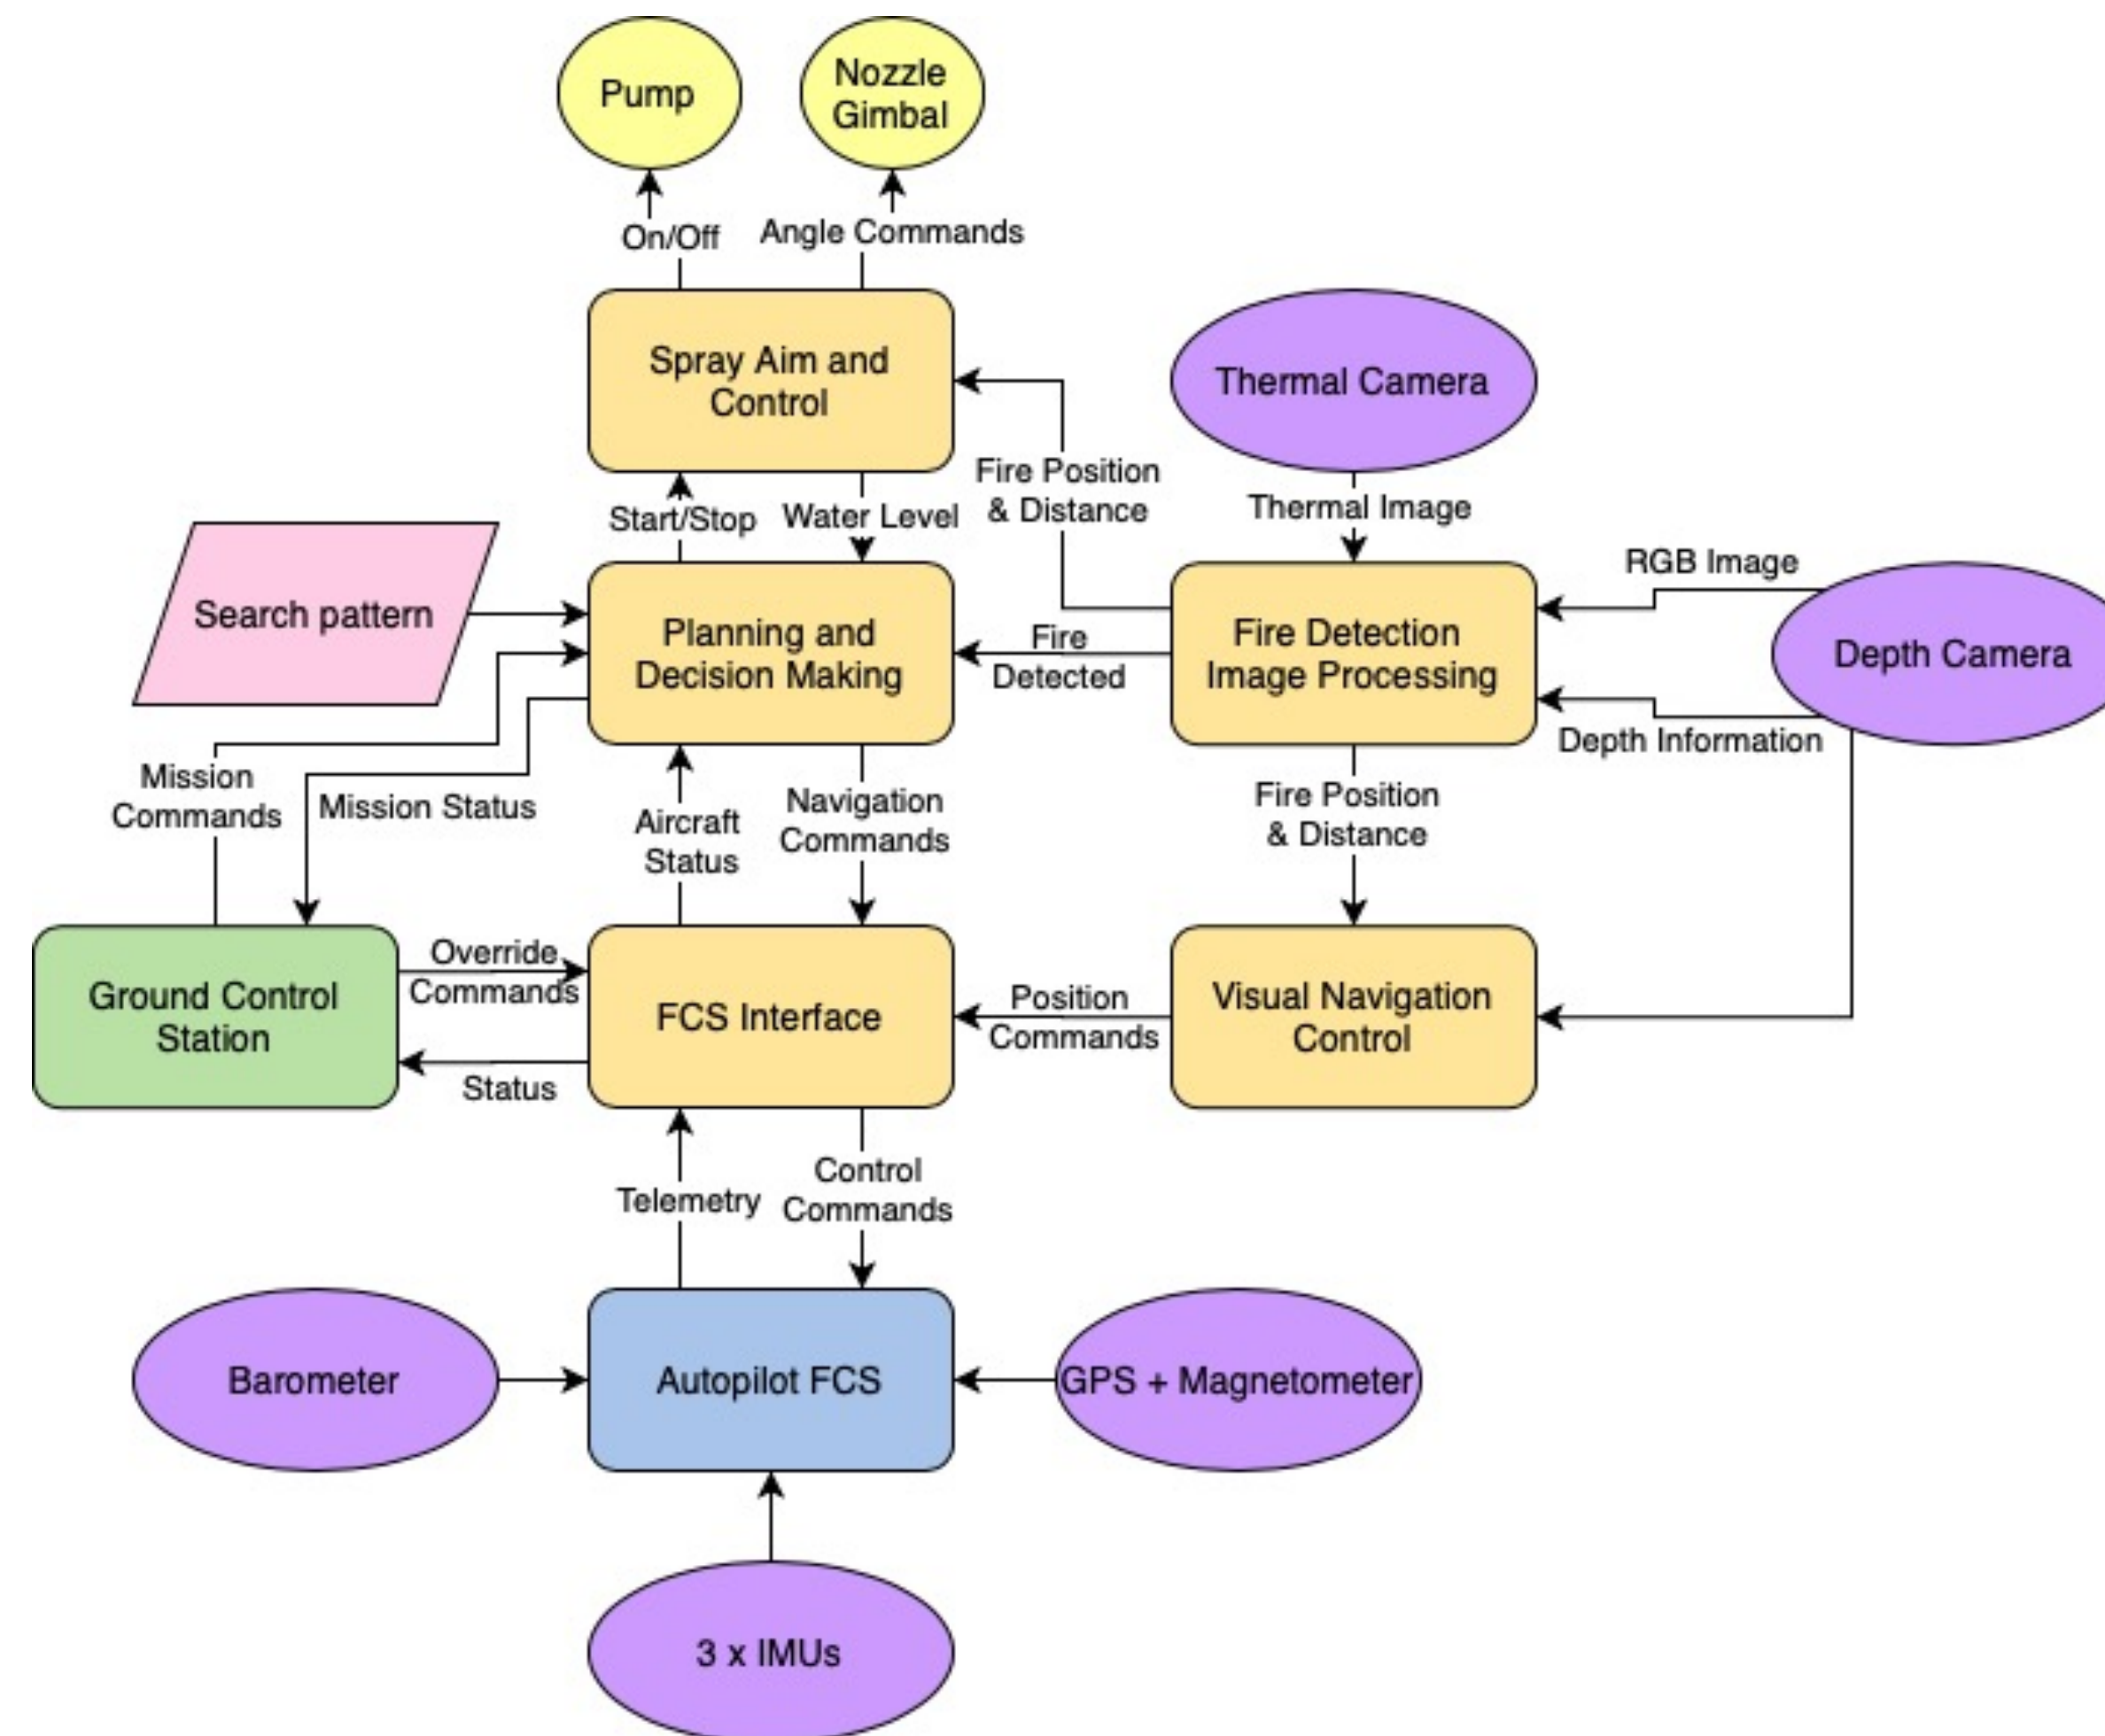 Pump
Nozzle
Gimbal
On/Off
Angle Commands
Spray Aim and
Control
Thermal Camera
Fire Position
& Distance
Start/Stop
Water Level
Thermal Image
RGB Image
Search pattern
Planning and
Decision Making
Fire
Detected
Fire Detection
Image Processing
Depth Camera
Depth Information
Mission
Commands
Mission Status
Aircraft
Status
Navigation
Commands
Fire Position
& Distance
Ground Control
Station
Override
Commands
FCS Interface
Position
Commands
Visual Navigation
Control
Status
Telemetry
Control
Commands
Barometer
Autopilot FCS
GPS + Magnetometer
3 x IMUs